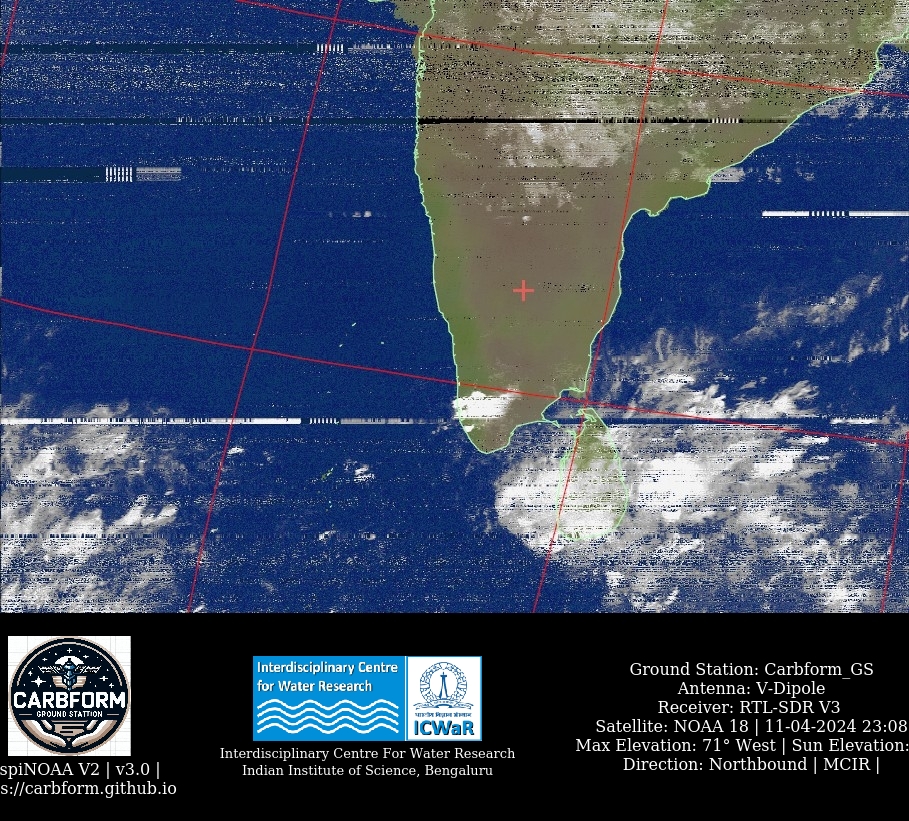 CARBFORM
GROUND STATTION
spiNOAA V2 | v3.0 |
s://carbform.github.io
Interdisciplinary Centre
for Water Research
ICWaR
Interdisciplinary Centre For Water Research
Indian Institute of Science, Bengaluru
Ground Station: Carbform_GS
Antenna: V-Dipole
Receiver: RTL-SDR V3
Satellite: NOAA 18 | 11-04-2024 23:08
Max Elevation: 71° West | Sun Elevation:
Direction: Northbound | MCIR |